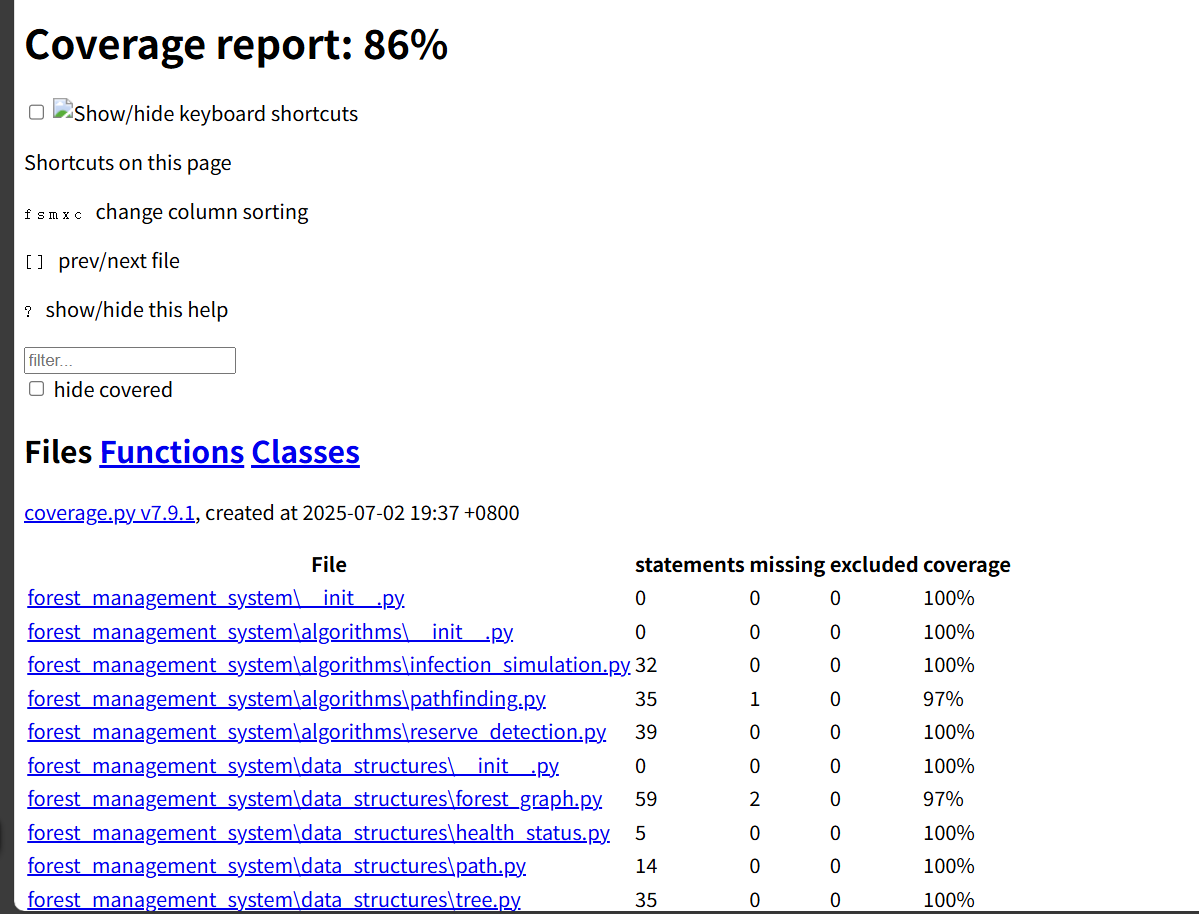 Coverage report: 86%
Show/hide keyboard shortcuts
Shortcuts on this page
f s m x c change column sorting
[ ] prev/next file
? show/hide this help
filter...
hide covered
Files Functions Classes
coverage.py v7.9.1, created at 2025-07-02 19:37 +0800
File statements missing excluded coverage
forest_management_system\__init__.py 0 0 0 100%
forest_management_system\algorithms\__init__.py 0 0 0 100%
forest_management_system\algorithms\infection_simulation.py 32 0 0 100%
forest_management_system\algorithms\pathfinding.py 35 1 0 97%
forest_management_system\algorithms\reserve_detection.py 39 0 0 100%
forest_management_system\data_structures\__init__.py 0 0 0 100%
forest_management_system\data_structures\forest_graph.py 59 2 0 97%
forest_management_system\data_structures\health_status.py 5 0 0 100%
forest_management_system\data_structures\path.py 14 0 0 100%
forest_management_system\data_structures\tree.py 35 0 0 100%